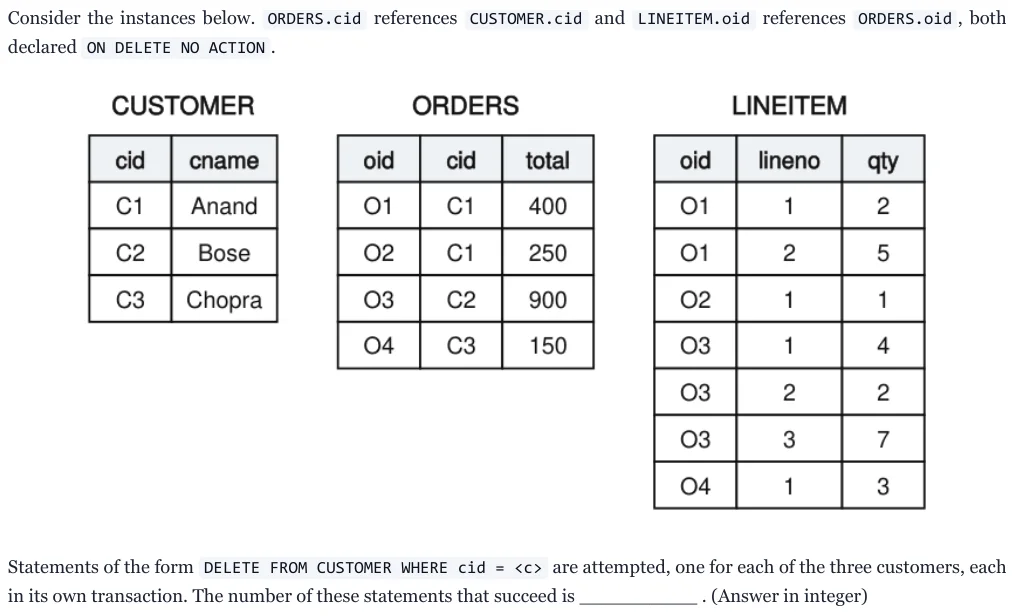 Consider the instances below. ORDERS.cid references CUSTOMER.cid and LINEITEM.oid references ORDERS.oid , both
declared ON DELETE NO ACTION .
CUSTOMER
cid cname
C1 Anand
C2 Bose
C3 Chopra
ORDERS
oid cid total
O1 C1 400
O2 C1 250
O3 C2 900
O4 C3 150
LINEITEM
oid lineno qty
O1 1 2
O1 2 5
O2 1 1
O3 1 4
O3 2 2
O3 3 7
O4 1 3
Statements of the form DELETE FROM CUSTOMER WHERE cid = <c> are attempted, one for each of the three customers, each
in its own transaction. The number of these statements that succeed is ____________ . (Answer in integer)